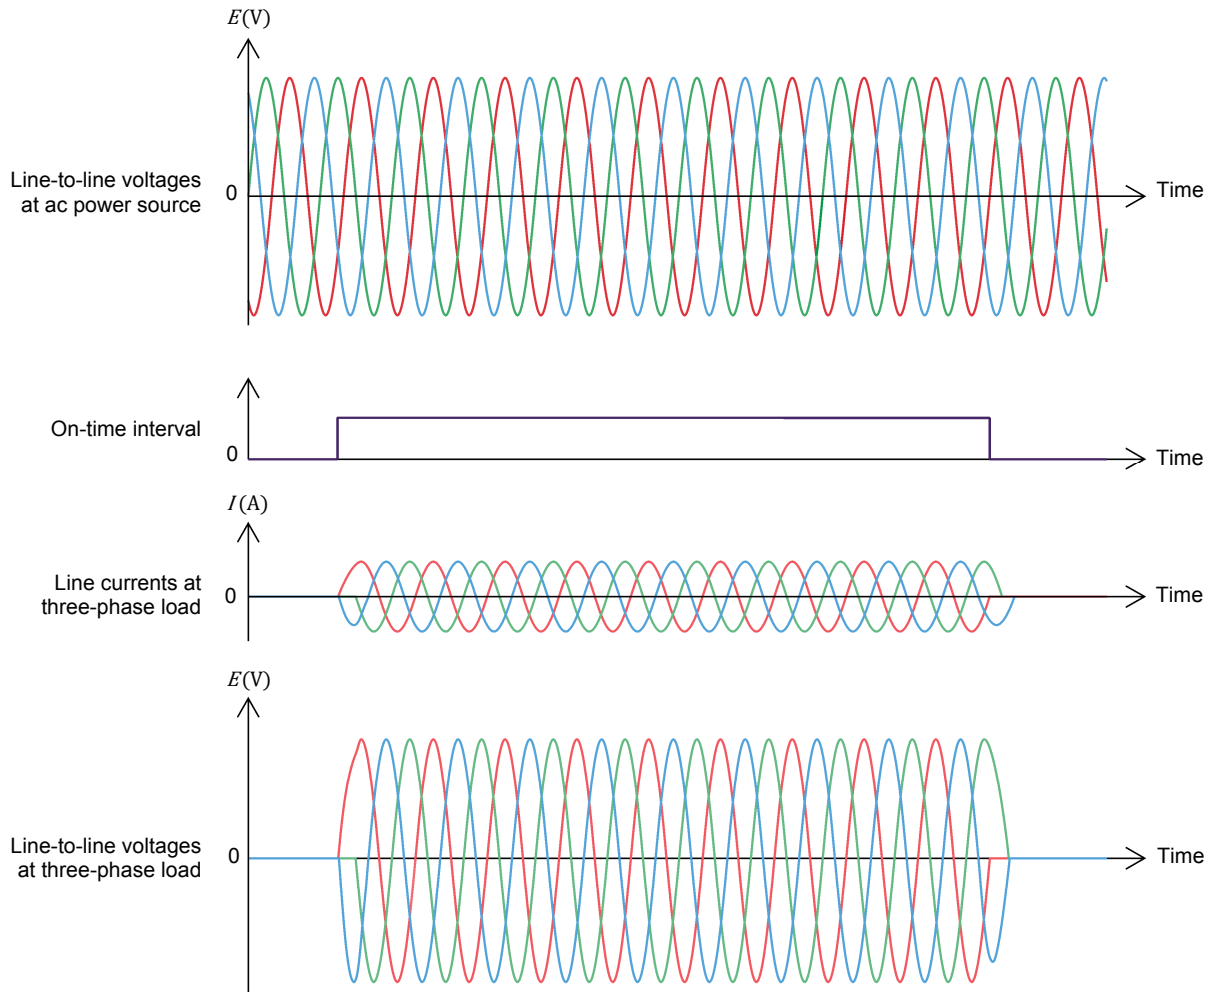 E(V)
Line-to-line voltages
at ac power source
0
Time
On-time interval
0
Time
I(A)
Line currents at
three-phase load
0
Time
E(V)
Line-to-line voltages
at three-phase load
0
Time